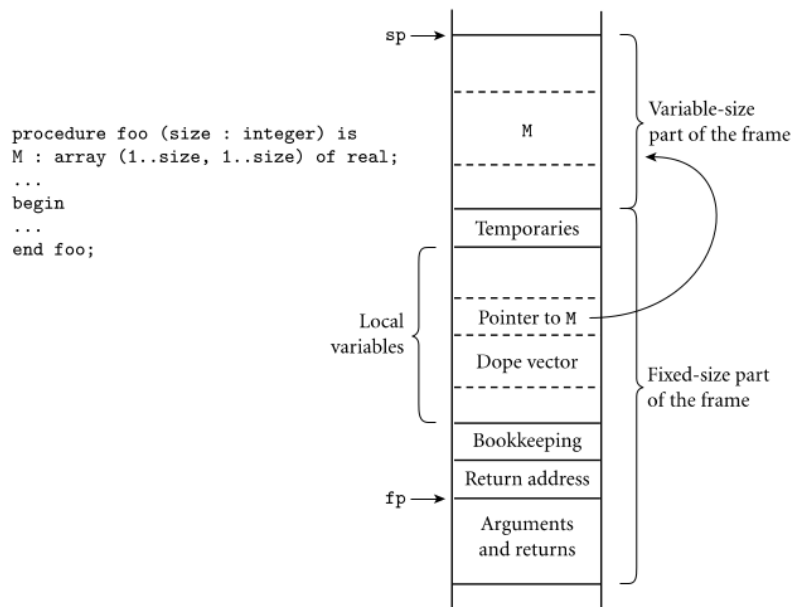 procedure foo (size : integer) is
M : array (1..size, 1..size) of real;
...
begin
...
end foo;
sp
M
Variable-size
part of the frame
Temporaries
Local
variables
Pointer to M
Dope vector
Fixed-size part
of the frame
Bookkeeping
Return address
fp
Arguments
and returns